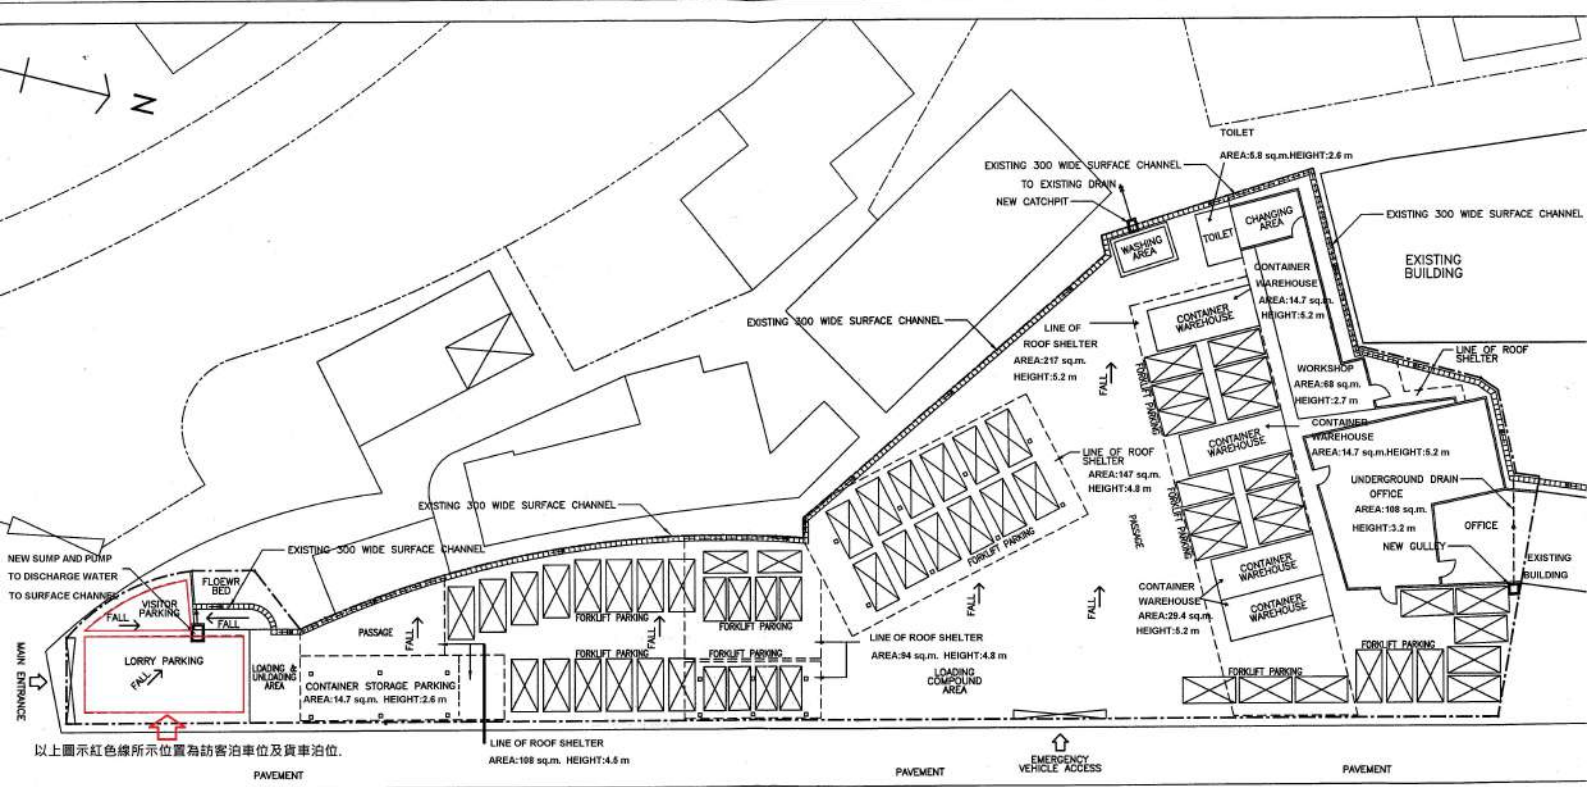 N
TOILET
AREA:5.8 sq.m.HEIGHT:2.6 m
EXISTING 300 WIDE SURFACE CHANNEL
TO EXISTING DRAIN
NEW CATCHPIT
WASHING
AREA
TOILET
CHANGING
AREA
EXISTING 300 WIDE SURFACE CHANNEL
EXISTING
BUILDING
CONTAINER
WAREHOUSE
AREA:14.7 sq.m.
HEIGHT:5.2 m
CONTAINER
WAREHOUSE
EXISTING 300 WIDE SURFACE CHANNEL
LINE OF
ROOF SHELTER
AREA:217 sq.m.
HEIGHT:5.2 m
FALL
FORKLIFT PARKING
LINE OF ROOF
SHELTER
WORKSHOP
AREA:68 sq.m.
HEIGHT:2.7 m
CONTAINER
WAREHOUSE
AREA:14.7 sq.m.HEIGHT:5.2 m
CONTAINER
WAREHOUSE
LINE OF ROOF
SHELTER
AREA:147 sq.m.
HEIGHT:4.8 m
FORKLIFT PARKING
PASSAGE
FORKLIFT PARKING
UNDERGROUND DRAIN
OFFICE
AREA:108 sq.m.
HEIGHT:3.2 m
OFFICE
NEW GULLEY
EXISTING
BUILDING
CONTAINER
WAREHOUSE
CONTAINER
WAREHOUSE
CONTAINER
WAREHOUSE
AREA:29.4 sq.m.
HEIGHT:5.2 m
FALL
FALL
EXISTING 300 WIDE SURFACE CHANNEL
EXISTING 300 WIDE SURFACE CHANNEL
NEW SUMP AND PUMP
TO DISCHARGE WATER
TO SURFACE CHANNEL
FLOEWR
BED
VISITOR
PARKING
FALL
FALL
LORRY PARKING
FALL
MAIN ENTRANCE
LOADING &
UNLOADING
AREA
PASSAGE
FALL
CONTAINER STORAGE PARKING
AREA:14.7 sq.m. HEIGHT:2.6 m
FORKLIFT PARKING
FALL
FORKLIFT PARKING
FORKLIFT PARKING
FORKLIFT PARKING
LINE OF ROOF SHELTER
AREA:94 sq.m. HEIGHT:4.8 m
LOADING
COMPOUND
AREA
FORKLIFT PARKING
FORKLIFT PARKING
以上圖示紅色線所示位置為訪客泊車位及貨車泊位.
LINE OF ROOF SHELTER
AREA:108 sq.m. HEIGHT:4.5 m
EMERGENCY
VEHICLE ACCESS
PAVEMENT
PAVEMENT
PAVEMENT